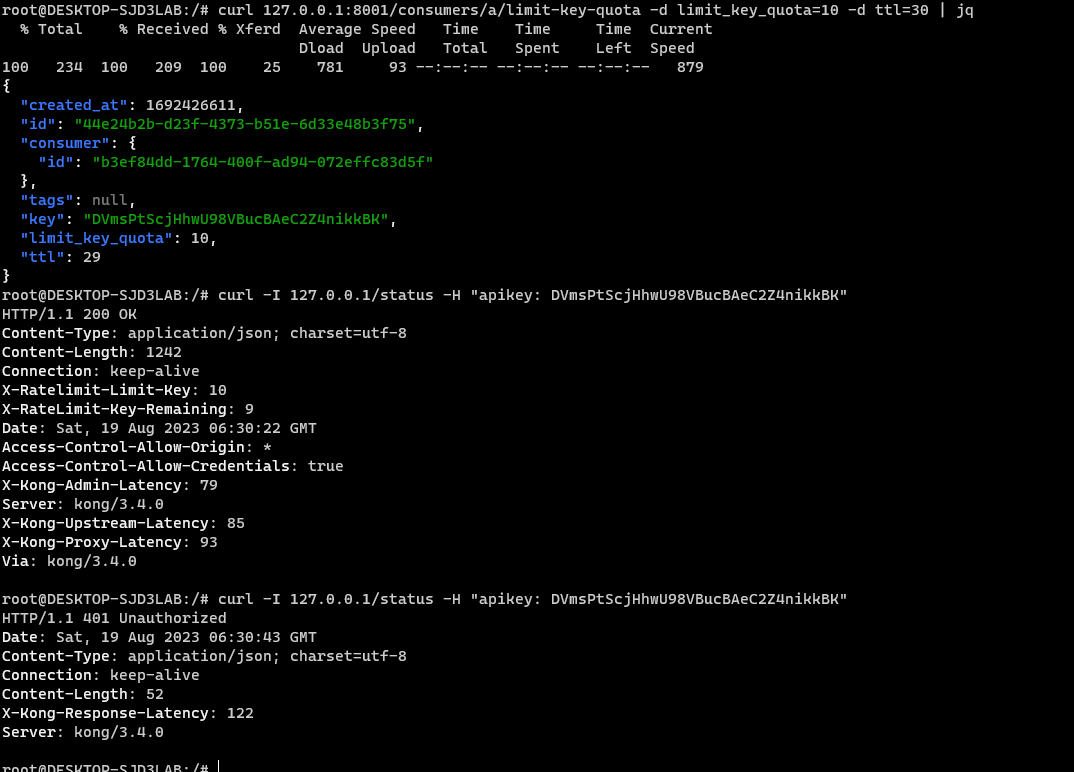 root@DESKTOP-SJD3LAB:/# curl 127.0.0.1:8001/consumers/a/limit-key-quota -d limit_key_quota=10 -d ttl=30 | jq
  % Total    % Received % Xferd  Average Speed   Time    Time     Time  Current
                                 Dload  Upload   Total   Spent    Left  Speed
100   234  100   209  100    25    781     93 --:--:-- --:--:-- --:--:--   879
{
  "created_at": 1692426611,
  "id": "44e24b2b-d23f-4373-b51e-6d33e48b3f75",
  "consumer": {
    "id": "b3ef84dd-1764-400f-ad94-072effc83d5f"
  },
  "tags": null,
  "key": "DVmsPtScjHhwU98VBucBAeC2Z4nikkBK",
  "limit_key_quota": 10,
  "ttl": 29
}
root@DESKTOP-SJD3LAB:/# curl -I 127.0.0.1/status -H "apikey: DVmsPtScjHhwU98VBucBAeC2Z4nikkBK"
HTTP/1.1 200 OK
Content-Type: application/json; charset=utf-8
Content-Length: 1242
Connection: keep-alive
X-Ratelimit-Limit-Key: 10
X-RateLimit-Key-Remaining: 9
Date: Sat, 19 Aug 2023 06:30:22 GMT
Access-Control-Allow-Origin: *
Access-Control-Allow-Credentials: true
X-Kong-Admin-Latency: 79
Server: kong/3.4.0
X-Kong-Upstream-Latency: 85
X-Kong-Proxy-Latency: 93
Via: kong/3.4.0

root@DESKTOP-SJD3LAB:/# curl -I 127.0.0.1/status -H "apikey: DVmsPtScjHhwU98VBucBAeC2Z4nikkBK"
HTTP/1.1 401 Unauthorized
Date: Sat, 19 Aug 2023 06:30:43 GMT
Content-Type: application/json; charset=utf-8
Connection: keep-alive
Content-Length: 52
X-Kong-Response-Latency: 122
Server: kong/3.4.0

root@DESKTOP-SJD3LAB:/#